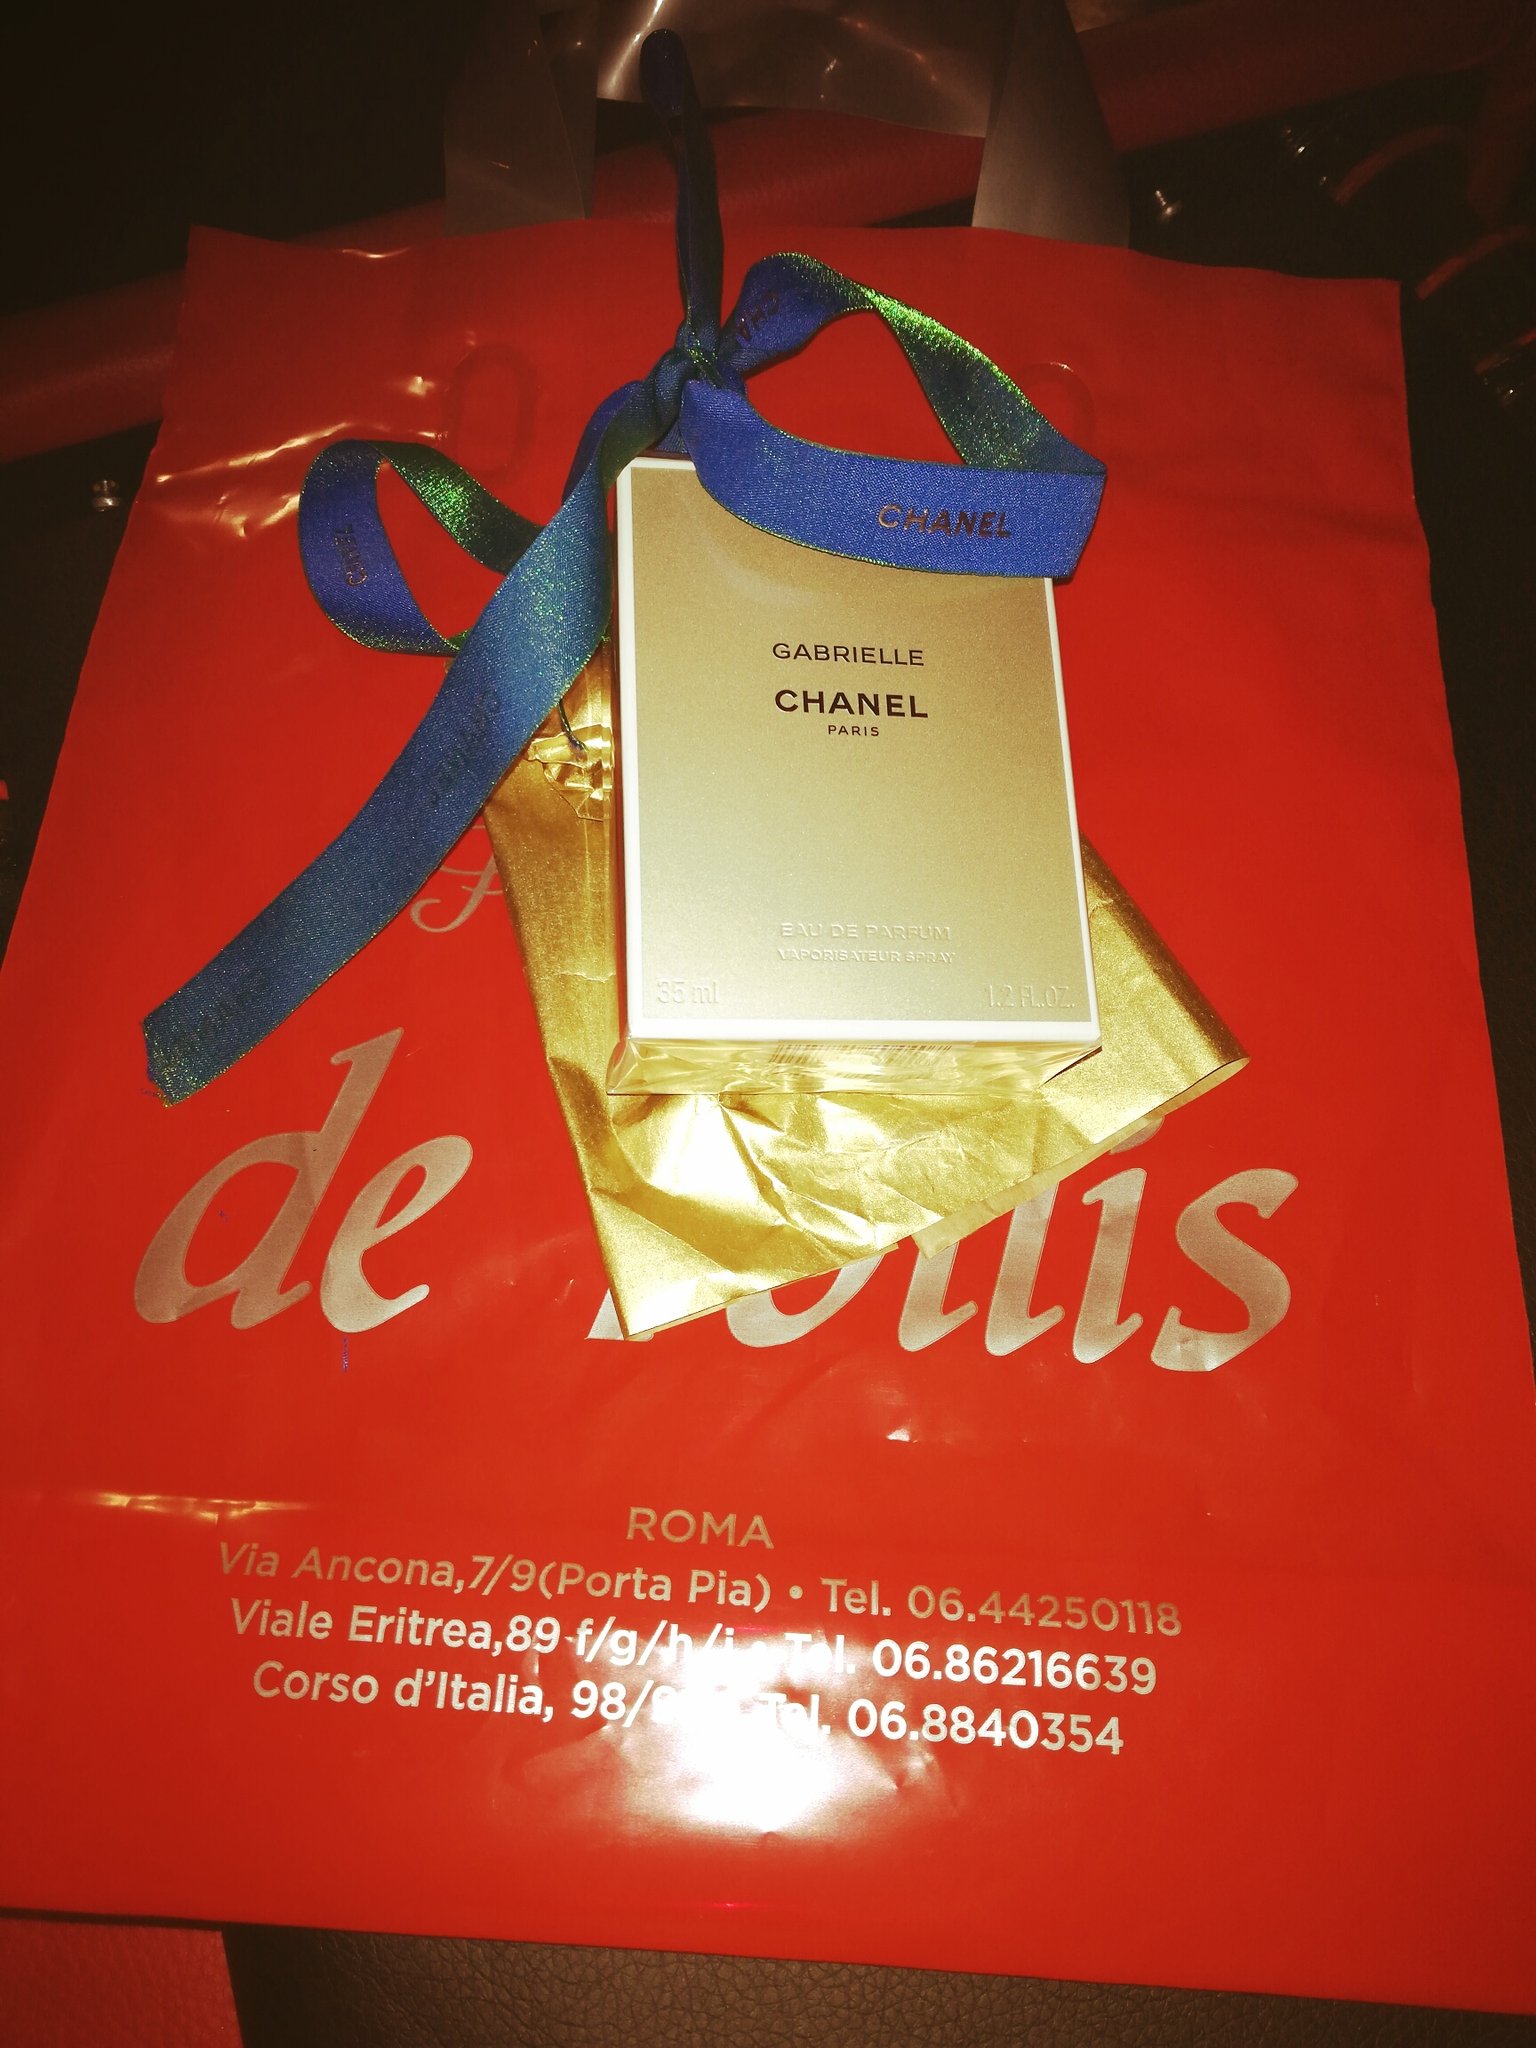 CHANEL
CHANEL
GABRIELLE
CHANEL
PARIS
EAU DE PARFUM
VAPORISATEUR SPRAY
35 ml 1.2 FL.OZ.
de
ROMA
Via Ancona,7/9(Porta Pia) • Tel. 06.44250118
Viale Eritrea,89 f/g/h/i • Tel. 06.86216639
Corso d'Italia, 98/ Tel. 06.8840354